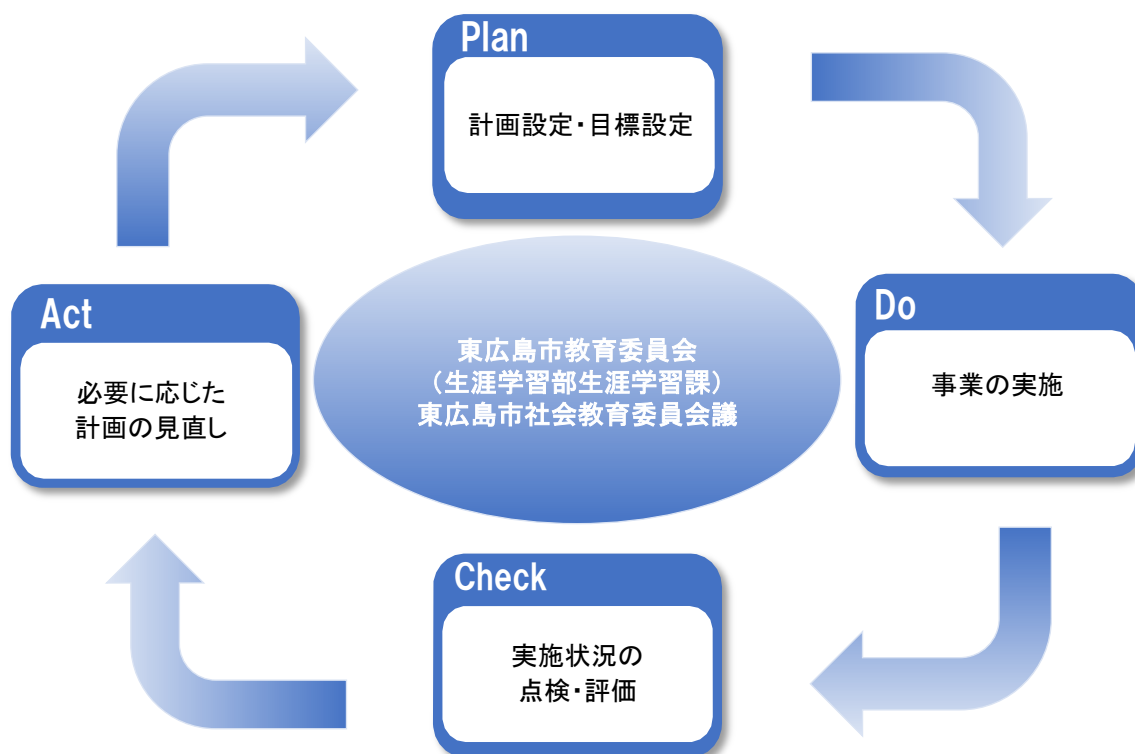 Plan
計画設定・目標設定
Do
事業の実施
Check
実施状況の
点検・評価
Act
必要に応じた
計画の見直し
東広島市教育委員会
（生涯学習部生涯学習課）
東広島市社会教育委員会議